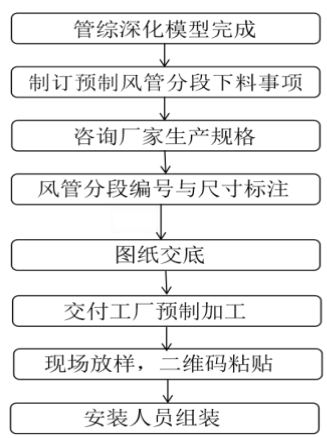 管综深化模型完成
制订预制风管分段下料事项
咨询厂家生产规格
风管分段编号与尺寸标注
图纸交底
交付工厂预制加工
现场放样，二维码粘贴
安装人员组装